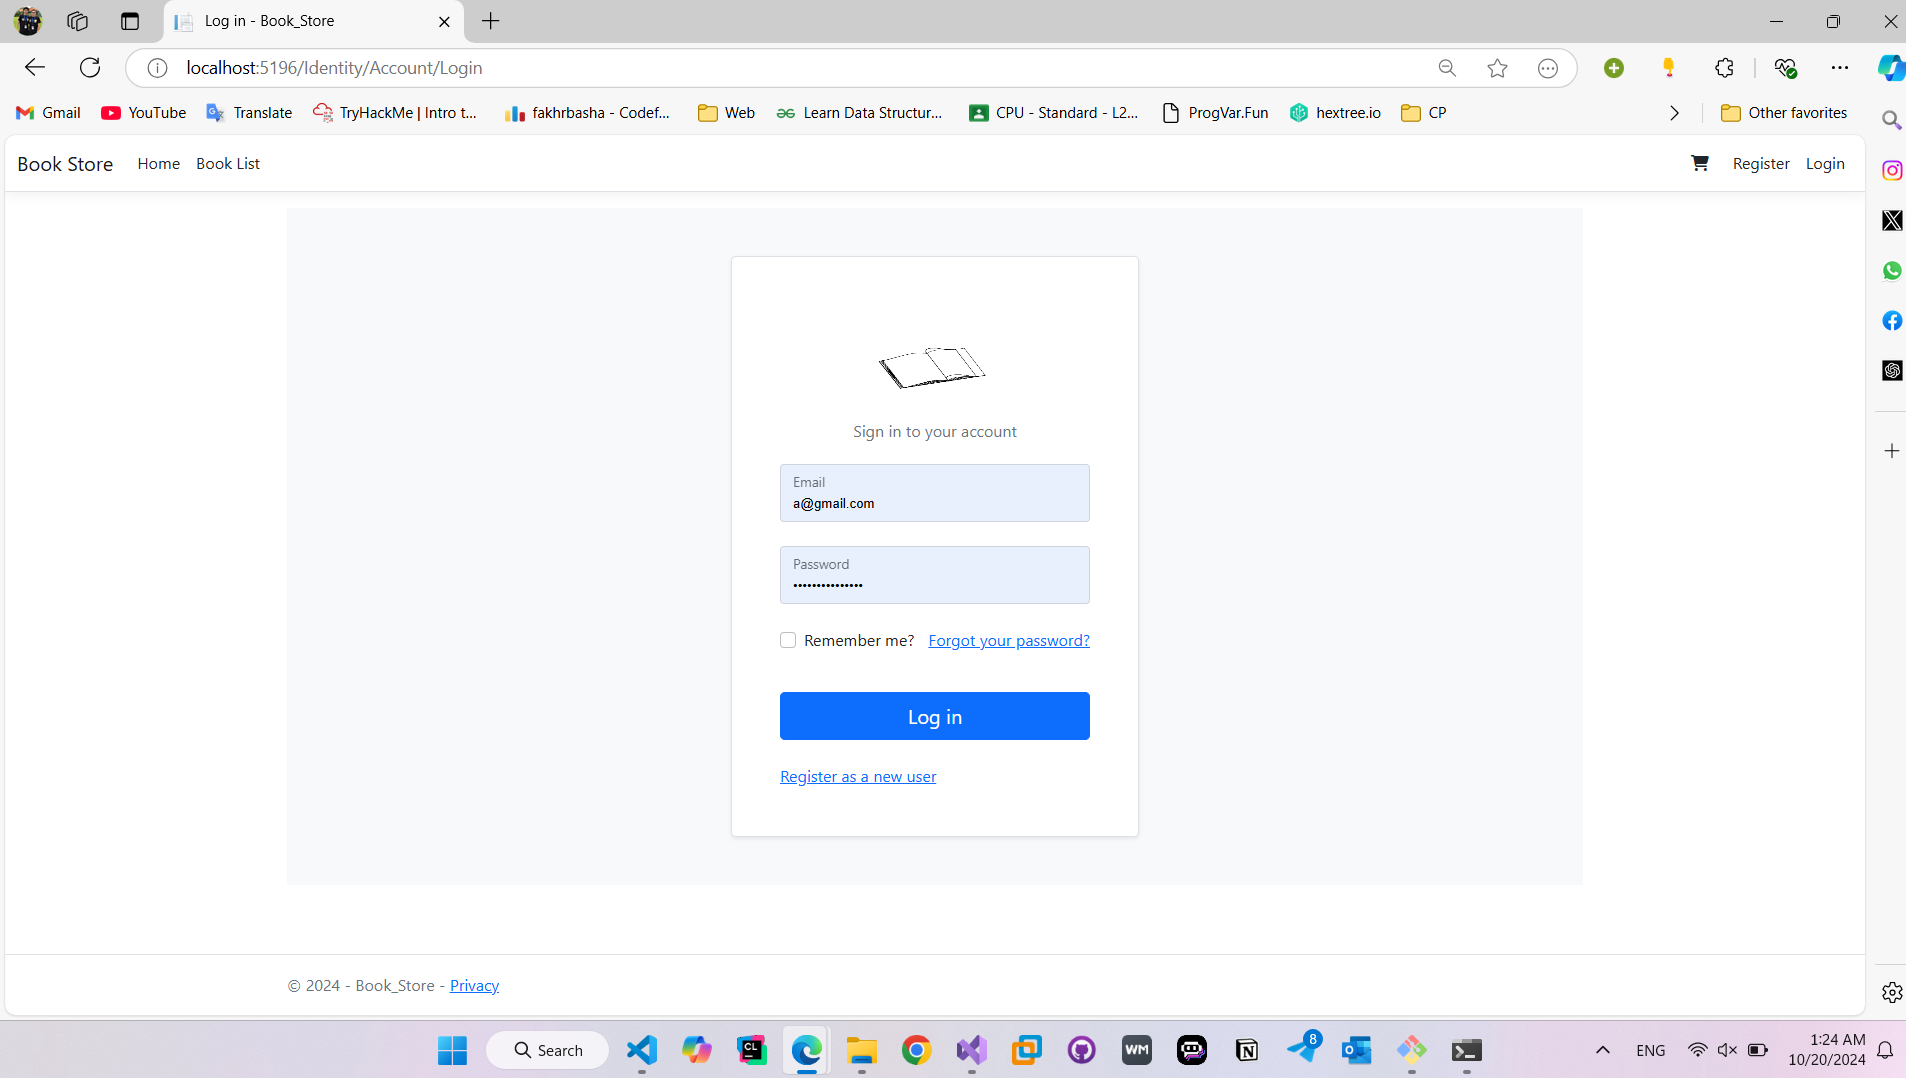 Log in - Book_Store
localhost:5196/Identity/Account/Login
Gmail YouTube Translate TryHackMe | Intro t... fakhrbasha - Codef... Web Learn Data Structur... CPU - Standard - L2... ProgVar.Fun hextree.io CP Other favorites
Book Store Home Book List Register Login
Sign in to your account
Email
a@gmail.com
Password
•••••••••••••••
Remember me? Forgot your password?
Log in
Register as a new user
© 2024 - Book_Store - Privacy
Search CL WM 8 ENG 1:24 AM
10/20/2024